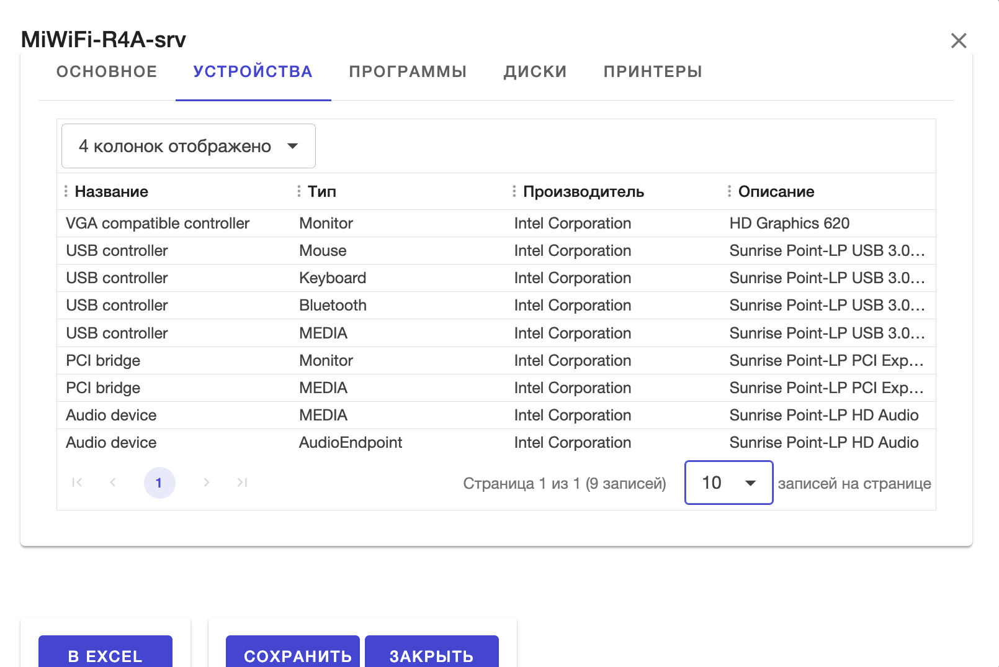 MiWiFi-R4A-srv
ОСНОВНОЕ УСТРОЙСТВА ПРОГРАММЫ ДИСКИ ПРИНТЕРЫ
4 колонок отображено
Название Тип Производитель Описание
VGA compatible controller Monitor Intel Corporation HD Graphics 620
USB controller Mouse Intel Corporation Sunrise Point-LP USB 3.0…
USB controller Keyboard Intel Corporation Sunrise Point-LP USB 3.0…
USB controller Bluetooth Intel Corporation Sunrise Point-LP USB 3.0…
USB controller MEDIA Intel Corporation Sunrise Point-LP USB 3.0…
PCI bridge Monitor Intel Corporation Sunrise Point-LP PCI Exp…
PCI bridge MEDIA Intel Corporation Sunrise Point-LP PCI Exp…
Audio device MEDIA Intel Corporation Sunrise Point-LP HD Audio
Audio device AudioEndpoint Intel Corporation Sunrise Point-LP HD Audio
1 Страница 1 из 1 (9 записей) 10 записей на странице
В EXCEL СОХРАНИТЬ ЗАКРЫТЬ